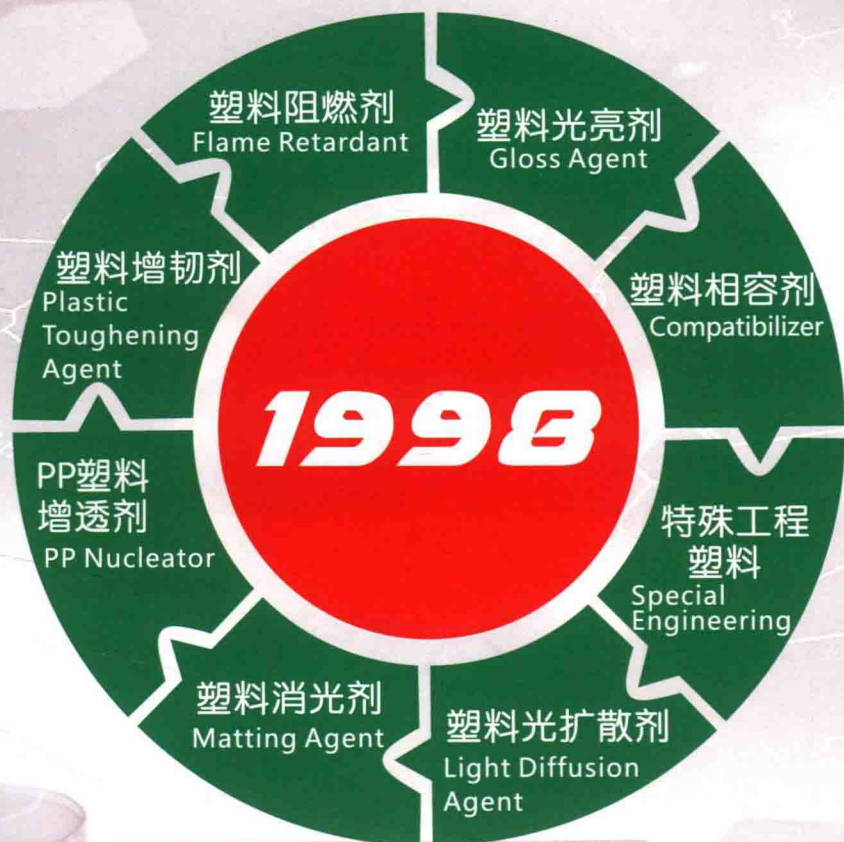 塑料阻燃剂
Flame Retardant
塑料光亮剂
Gloss Agent
塑料增韧剂
Plastic
Toughening
Agent
塑料相容剂
Compatibilizer
1998
PP塑料
增透剂
PP Nucleator
特殊工程
塑料
Special
Engineering
塑料消光剂
Matting Agent
塑料光扩散剂
Light Diffusion
Agent